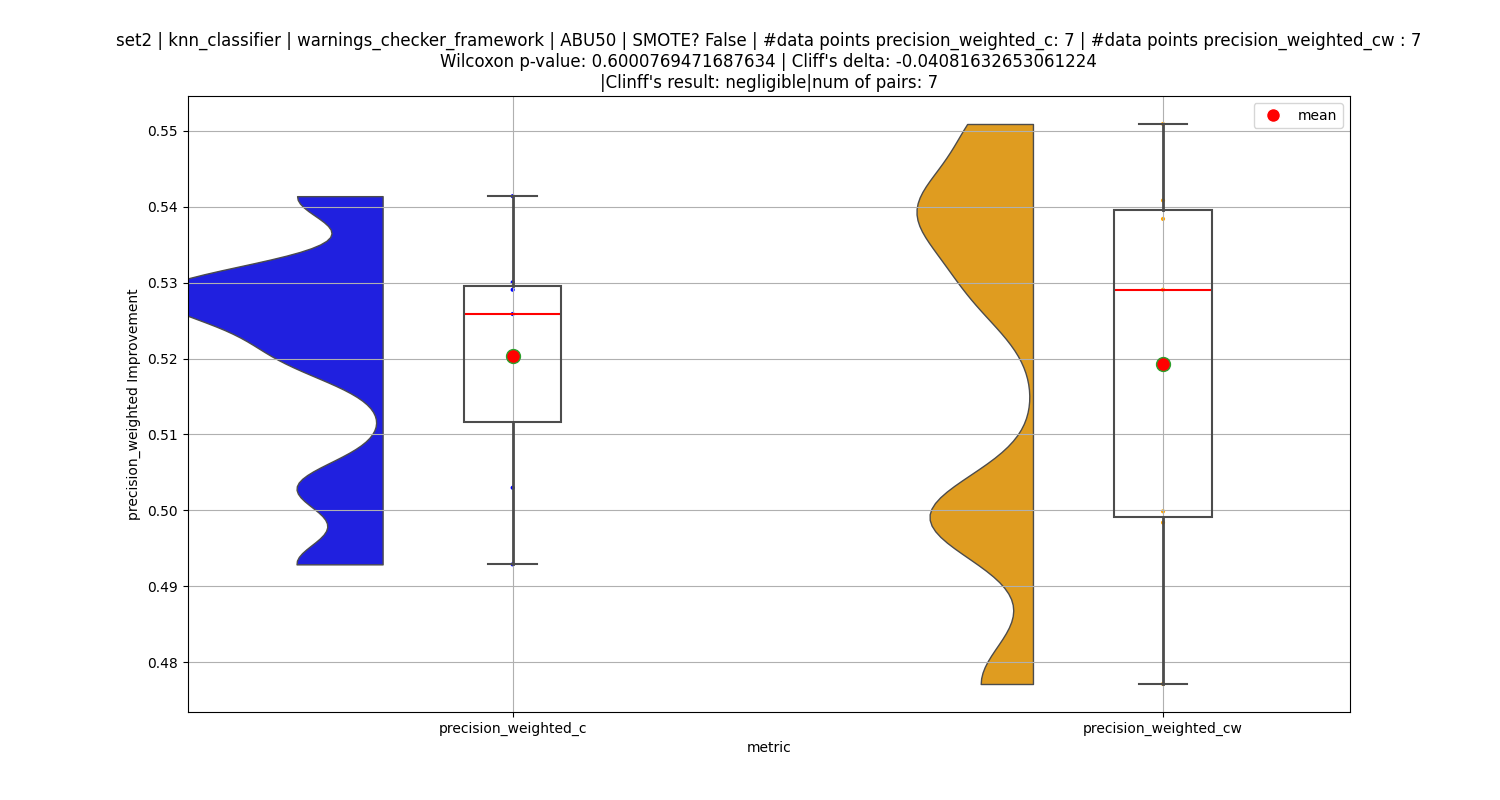 set2 | knn_classifier | warnings_checker_framework | ABU50 | SMOTE? False | #data points precision_weighted_c: 7 | #data points precision_weighted_cw : 7
Wilcoxon p-value: 0.6000769471687634 | Cliff's delta: -0.04081632653061224
|Clinff's result: negligible|num of pairs: 7
mean
0.55
0.54
0.53
0.52
0.51
0.50
0.49
0.48
precision_weighted Improvement
precision_weighted_c
precision_weighted_cw
metric